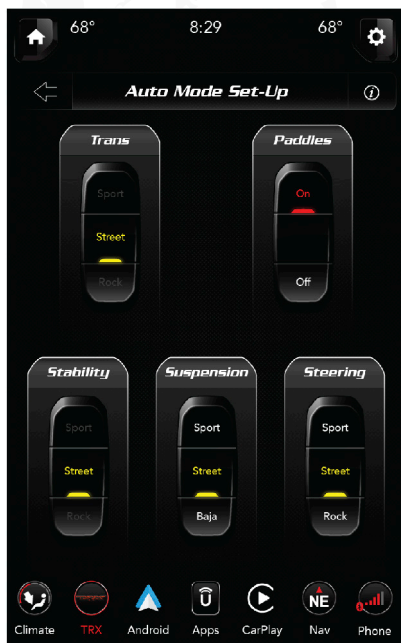 68° 8:29 68°
Auto Mode Set-Up
Trans Paddles
Sport On
Street
Rock Off
Stability Suspension Steering
Sport Sport Sport
Street Street Street
Rock Baja Rock
NE
Climate TRX Android Apps CarPlay Nav Phone